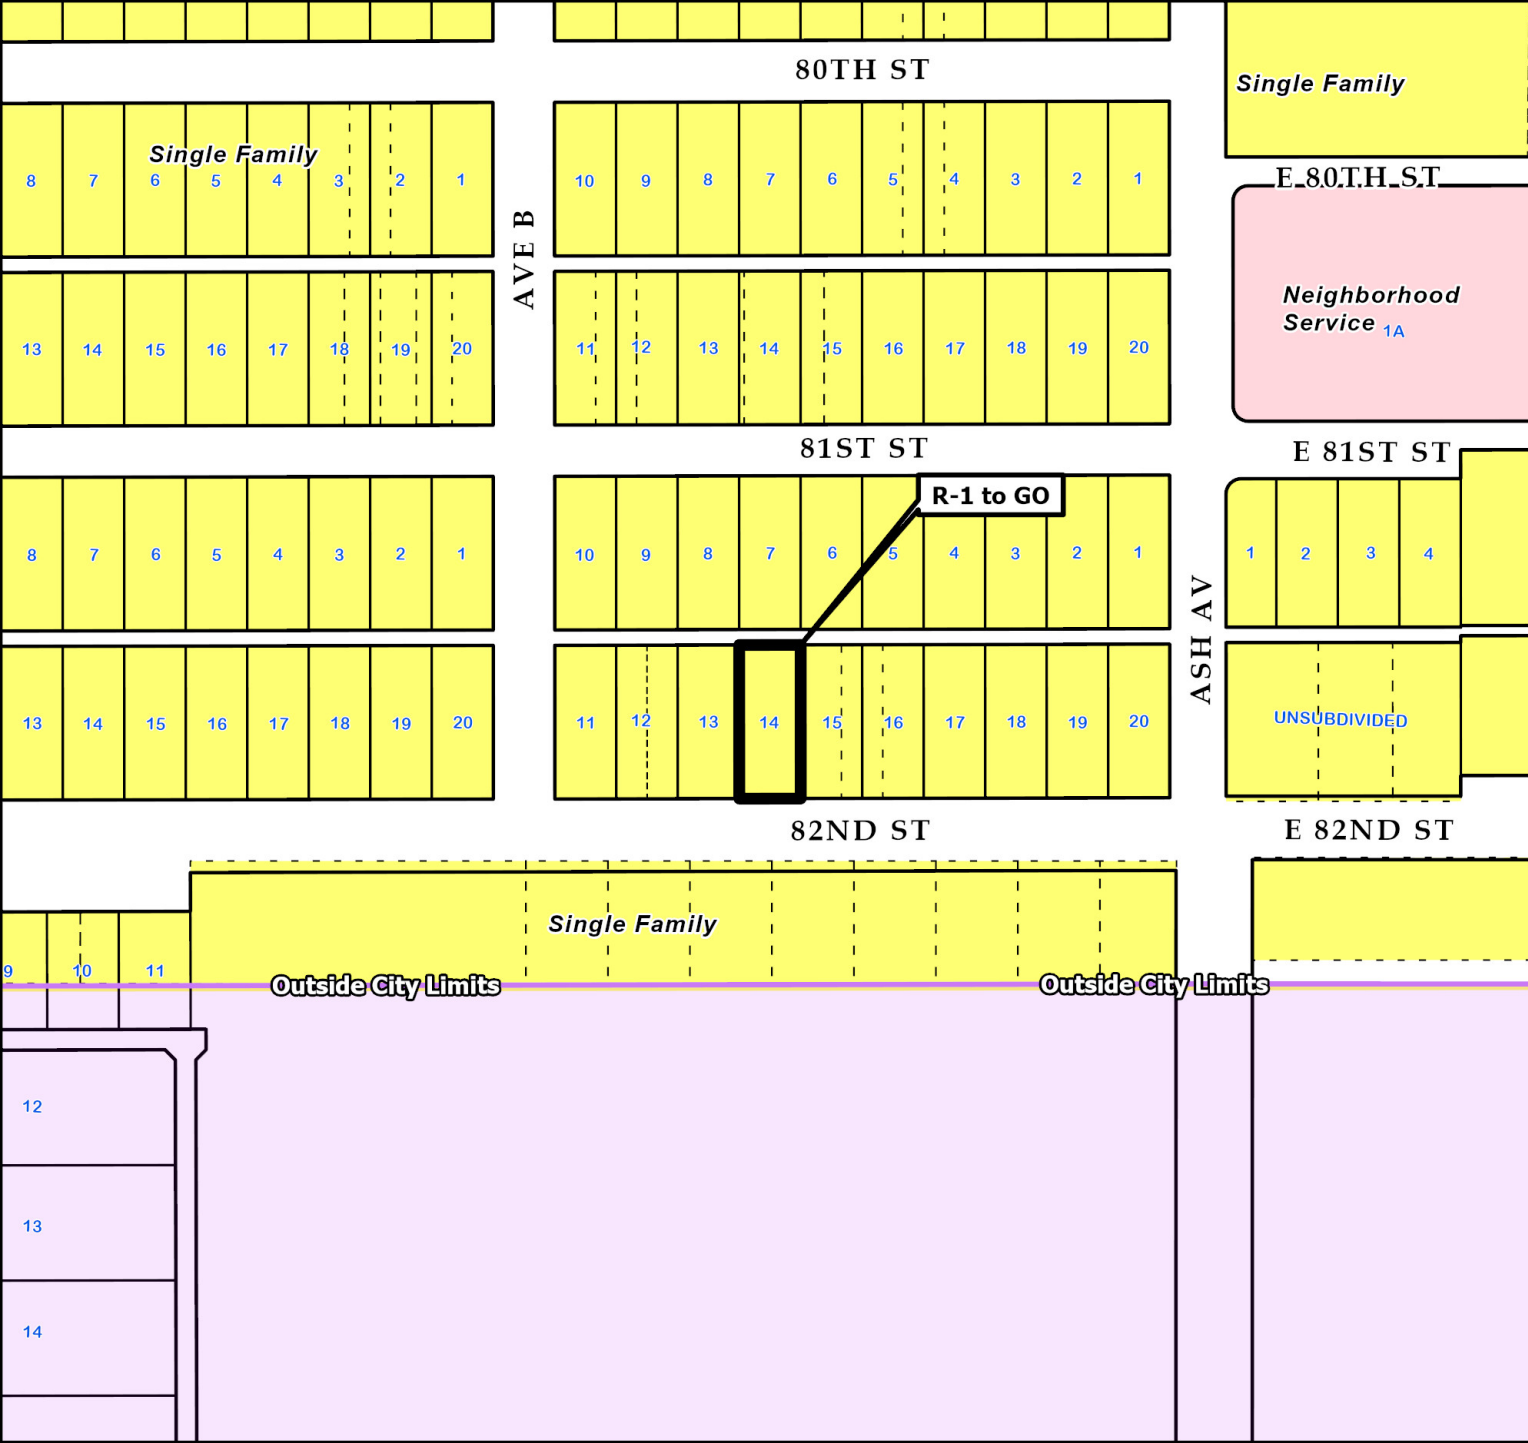 80TH ST
Single Family
E 80TH ST
Single Family
8 7 6 5 4 3 2 1
10 9 8 7 6 5 4 3 2 1
AVE B
Neighborhood
Service 1A
13 14 15 16 17 18 19 20
11 12 13 14 15 16 17 18 19 20
81ST ST
E 81ST ST
R-1 to GO
8 7 6 5 4 3 2 1
10 9 8 7 6 5 4 3 2 1
1 2 3 4
ASH AV
13 14 15 16 17 18 19 20
11 12 13 14 15 16 17 18 19 20
UNSUBDIVIDED
82ND ST
E 82ND ST
Single Family
9 10 11
Outside City Limits
Outside City Limits
12
13
14